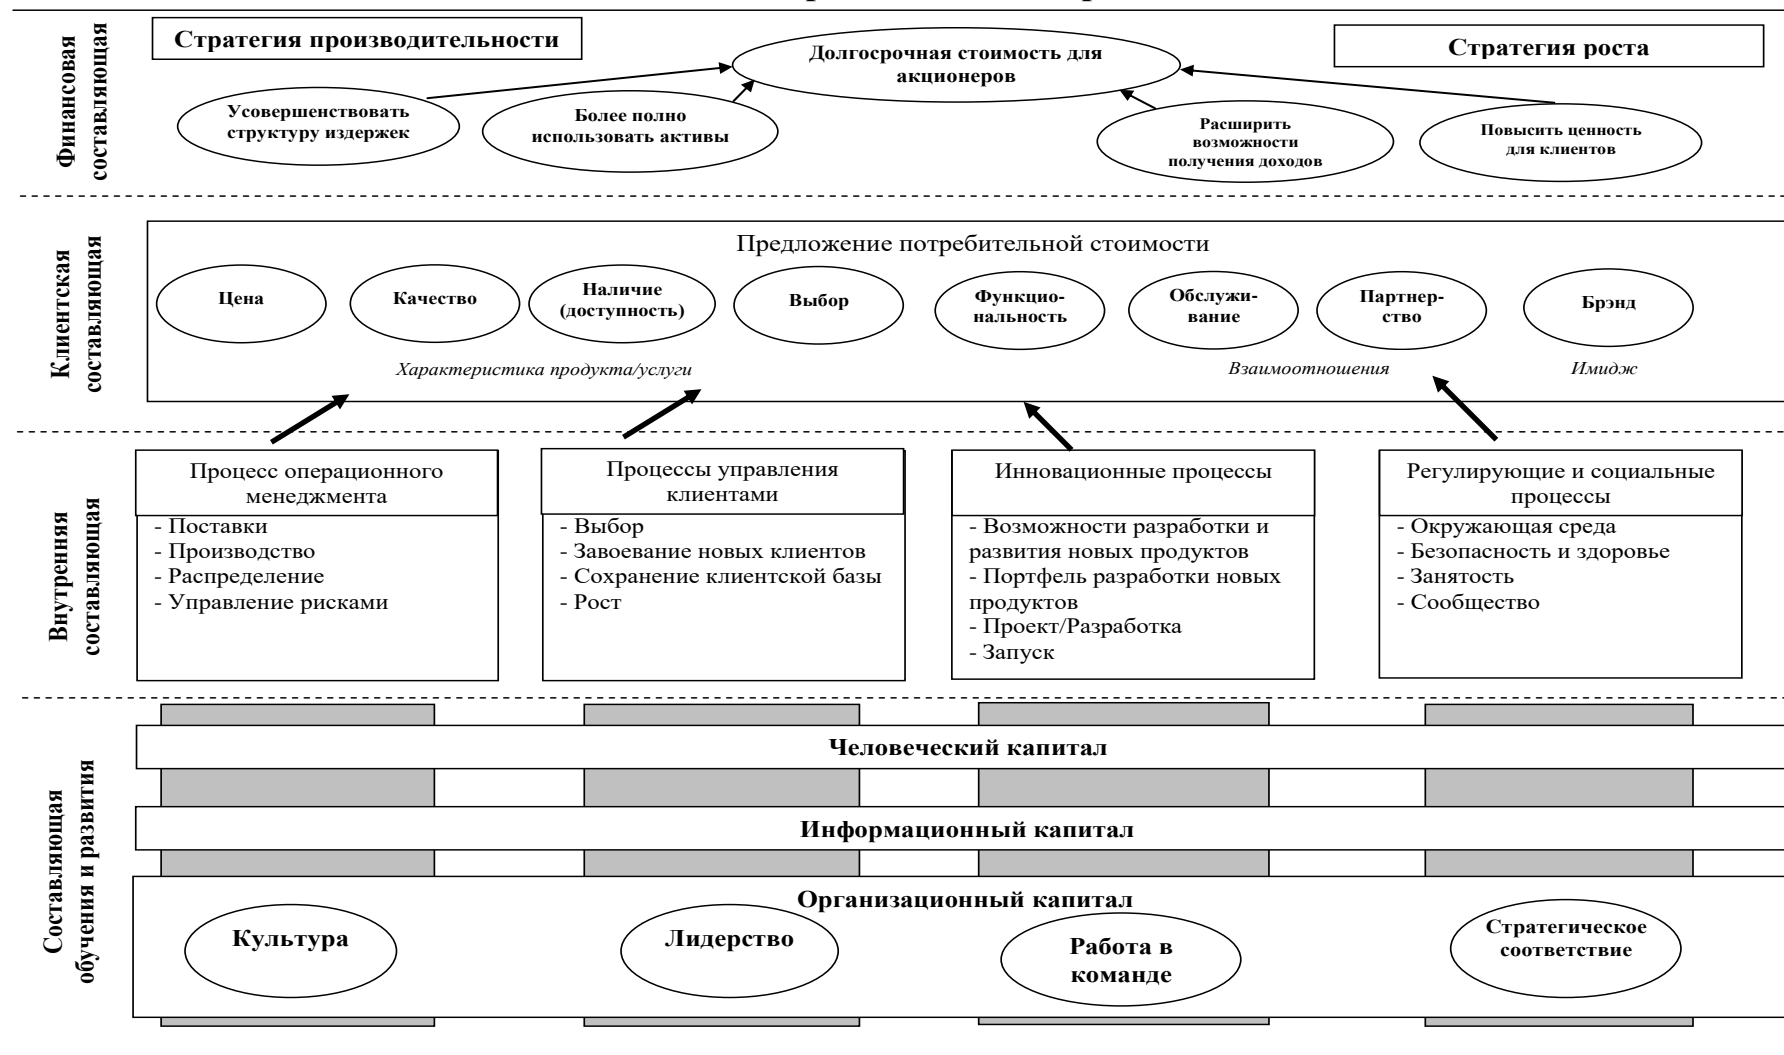 Финансовая
составляющая
Стратегия производительности
Долгосрочная стоимость для
акционеров
Стратегия роста
Усовершенствовать
структуру издержек
Более полно
использовать активы
Расширить
возможности
получения доходов
Повысить ценность
для клиентов
Клиентская
составляющая
Предложение потребительной стоимости
Цена
Качество
Наличие
(доступность)
Выбор
Функцио-
нальность
Обслужи-
вание
Партнер-
ство
Брэнд
Характеристика продукта/услуги
Взаимоотношения
Имидж
Внутренняя
составляющая
Процесс операционного
менеджмента
- Поставки
- Производство
- Распределение
- Управление рисками
Процессы управления
клиентами
- Выбор
- Завоевание новых клиентов
- Сохранение клиентской базы
- Рост
Инновационные процессы
- Возможности разработки и
развития новых продуктов
- Портфель разработки новых
продуктов
- Проект/Разработка
- Запуск
Регулирующие и социальные
процессы
- Окружающая среда
- Безопасность и здоровье
- Занятость
- Сообщество
Составляющая
обучения и развития
Человеческий капитал
Информационный капитал
Организационный капитал
Культура
Лидерство
Работа в
команде
Стратегическое
соответствие